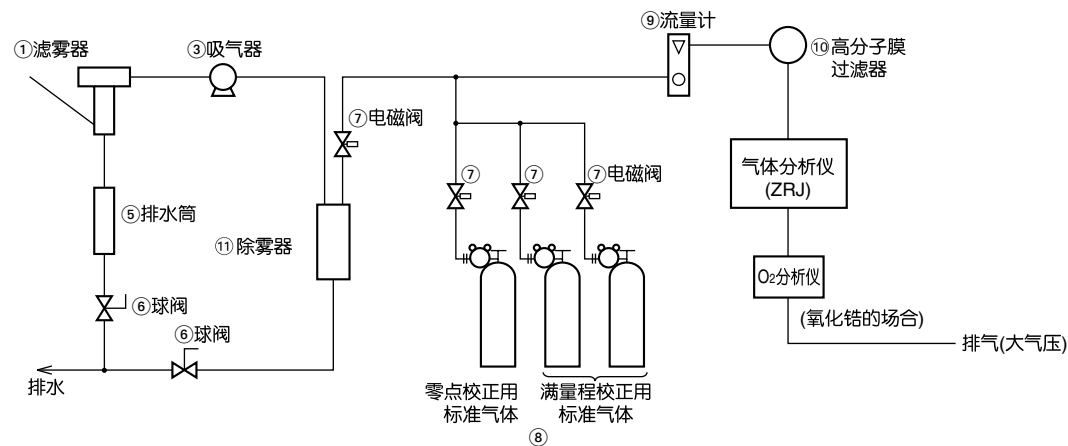 ⑨流量计
①滤雾器
③吸气器
⑩高分子膜
过滤器
⑦电磁阀
气体分析仪
(ZRJ)
⑦
⑦
⑦电磁阀
⑤排水筒
⑪除雾器
O₂分析仪
⑥球阀
(氧化锆的场合)
⑥球阀
排气(大气压)
排水
零点校正用
标准气体
满量程校正用
标准气体
⑧